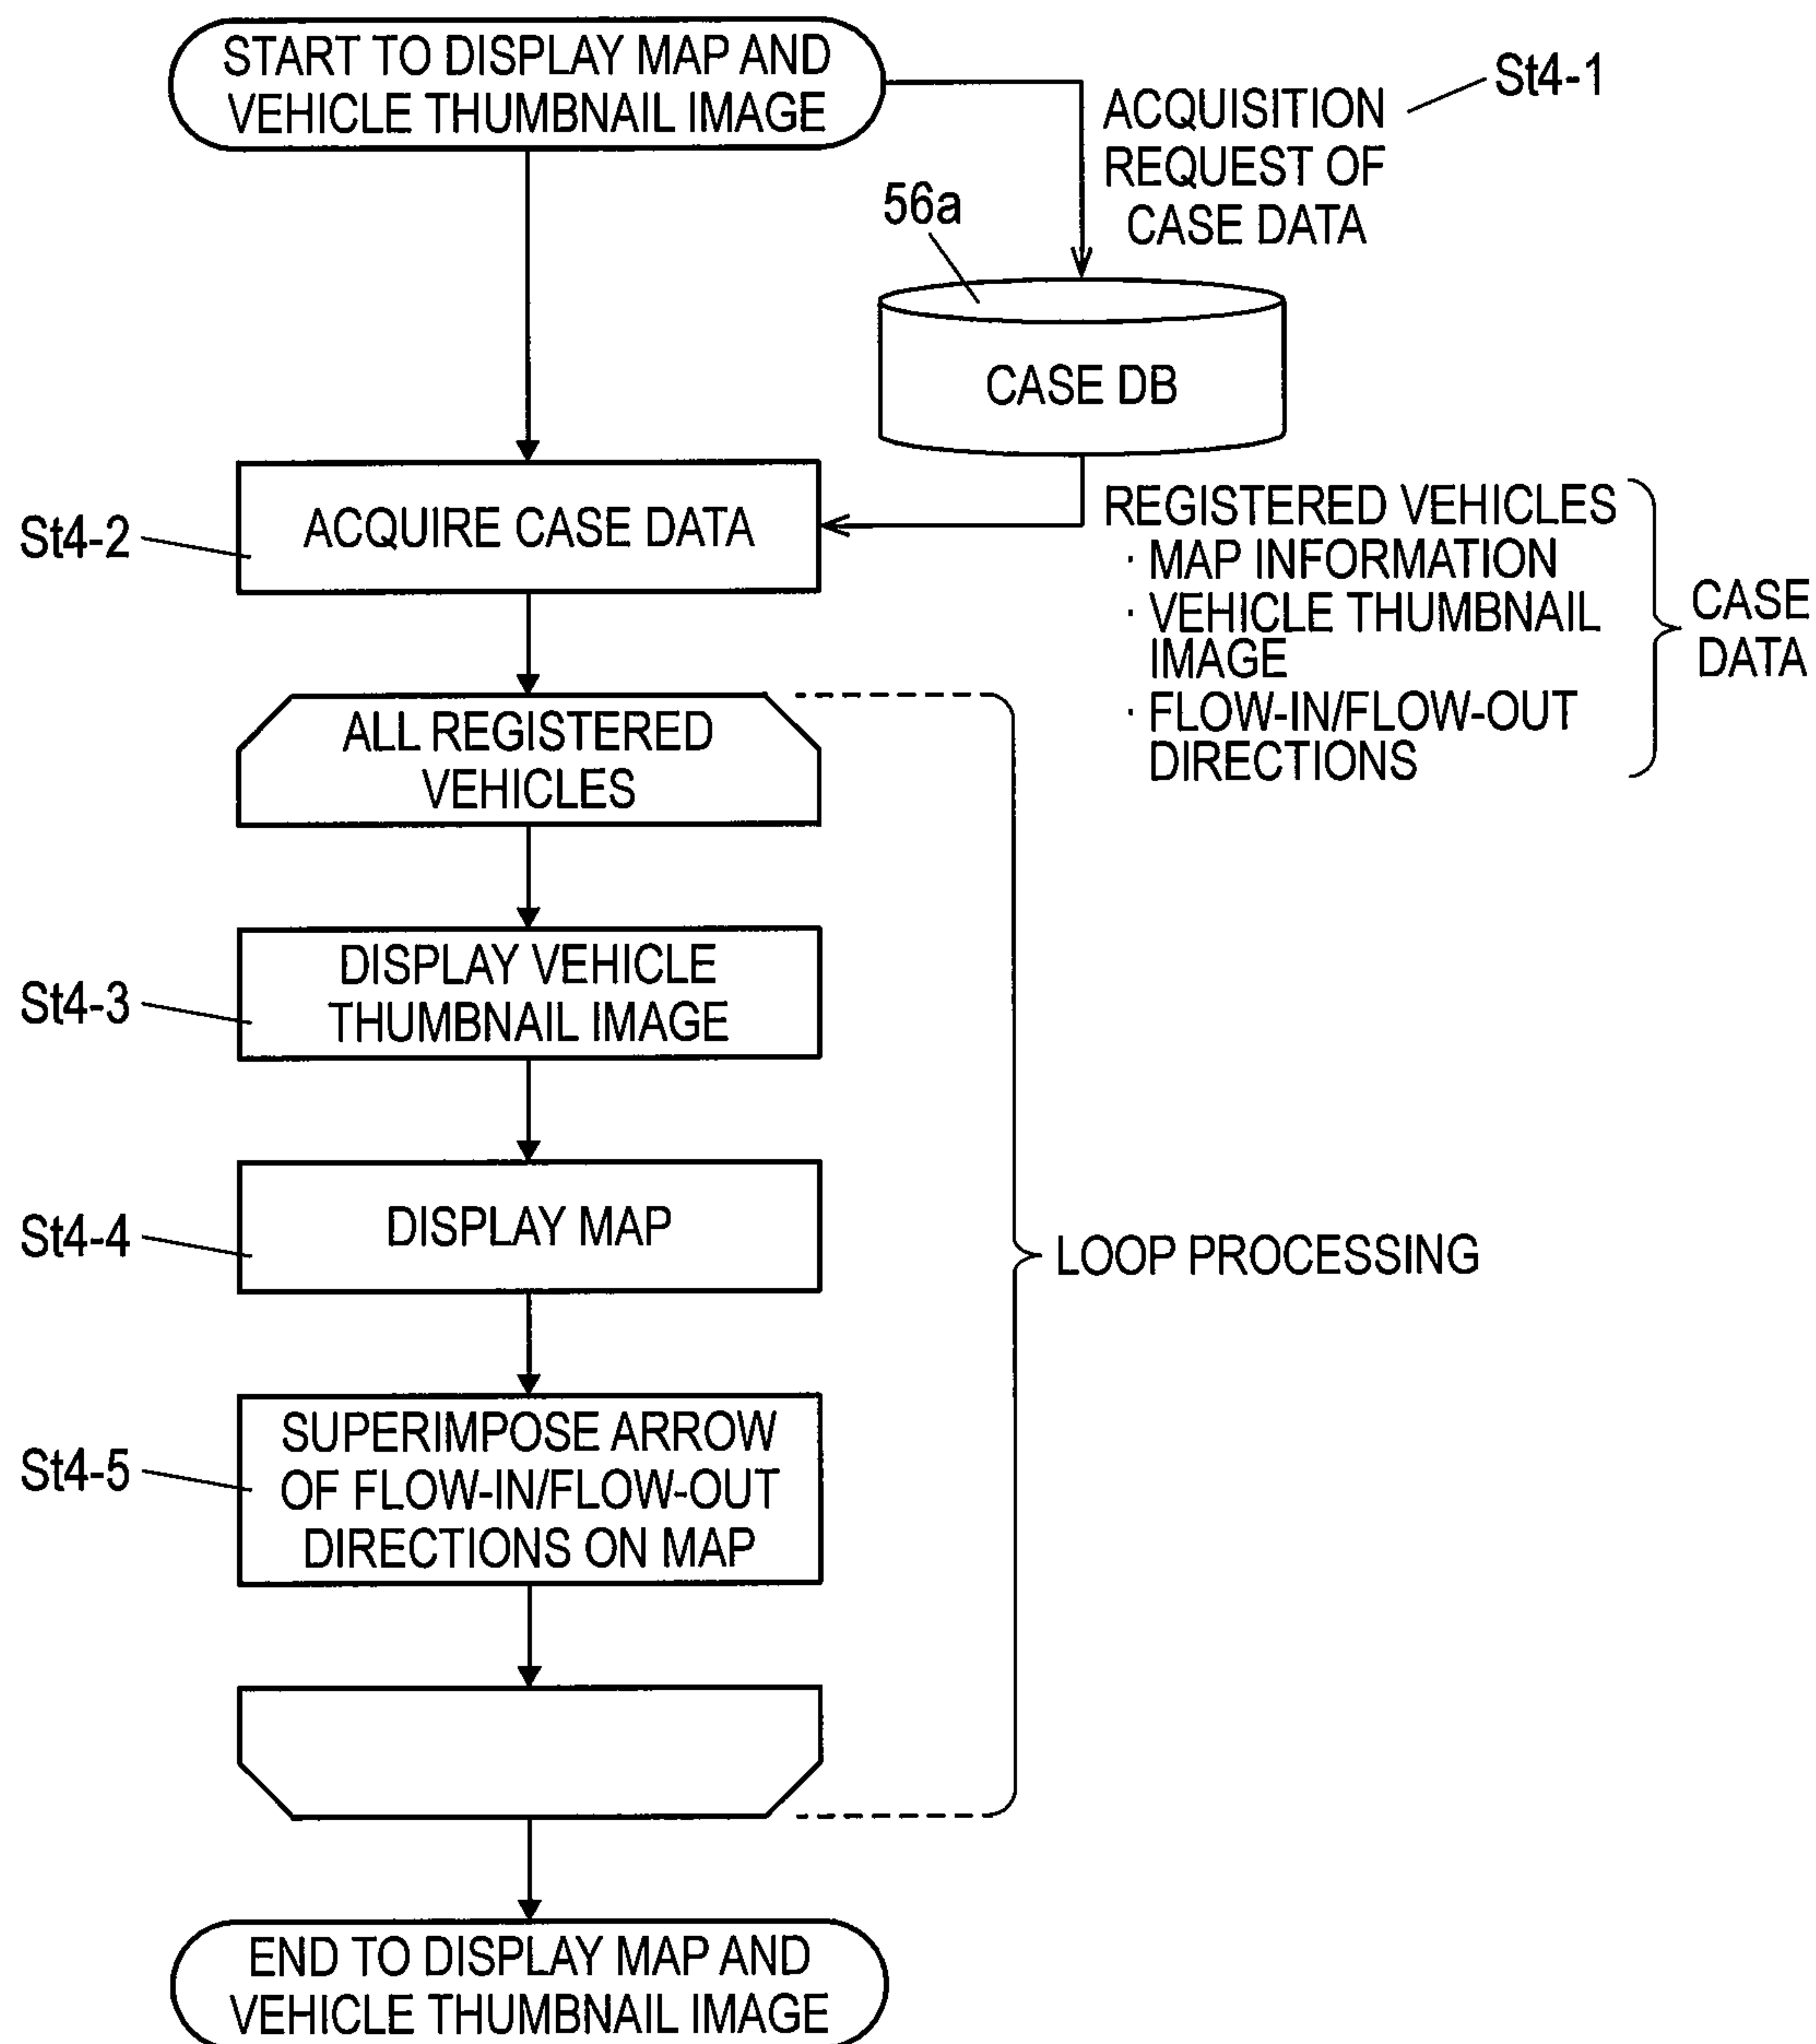 START TO DISPLAY MAP AND
VEHICLE THUMBNAIL IMAGE
St4-1
ACQUISITION
REQUEST OF
CASE DATA
56a
CASE DB
St4-2
ACQUIRE CASE DATA
REGISTERED VEHICLES
· MAP INFORMATION
· VEHICLE THUMBNAIL
IMAGE
· FLOW-IN/FLOW-OUT
DIRECTIONS
CASE
DATA
ALL REGISTERED
VEHICLES
St4-3
DISPLAY VEHICLE
THUMBNAIL IMAGE
St4-4
DISPLAY MAP
LOOP PROCESSING
St4-5
SUPERIMPOSE ARROW
OF FLOW-IN/FLOW-OUT
DIRECTIONS ON MAP
END TO DISPLAY MAP AND
VEHICLE THUMBNAIL IMAGE